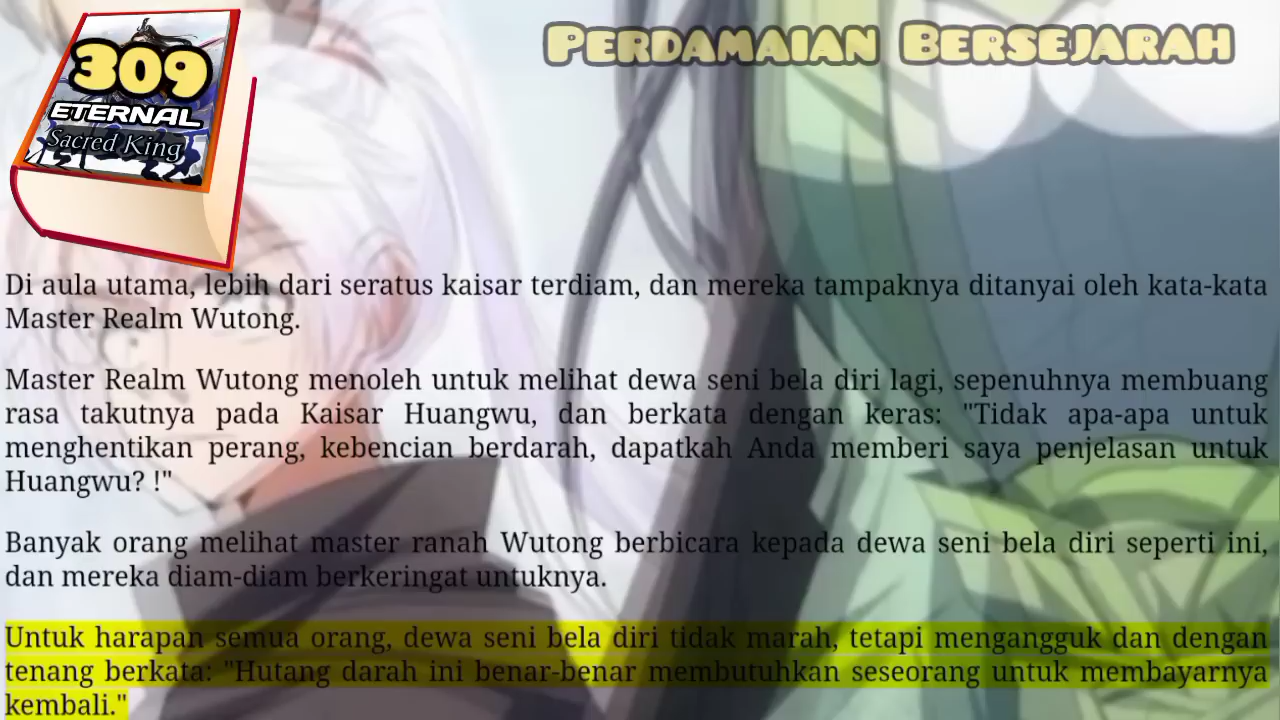 309
ETERNAL
Sacred King
PERDAMAIAN BERSEJARAH
Di aula utama, lebih dari seratus kaisar terdiam, dan mereka tampaknya ditanyai oleh kata-kata
Master Realm Wutong.
Master Realm Wutong menoleh untuk melihat dewa seni bela diri lagi, sepenuhnya membuang
rasa takutnya pada Kaisar Huangwu, dan berkata dengan keras: "Tidak apa-apa untuk
menghentikan perang, kebencian berdarah, dapatkah Anda memberi saya penjelasan untuk
Huangwu? !"
Banyak orang melihat master ranah Wutong berbicara kepada dewa seni bela diri seperti ini,
dan mereka diam-diam berkeringat untuknya.
Untuk harapan semua orang, dewa seni bela diri tidak marah, tetapi mengangguk dan dengan
tenang berkata: "Hutang darah ini benar-benar membutuhkan seseorang untuk membayarnya
kembali."